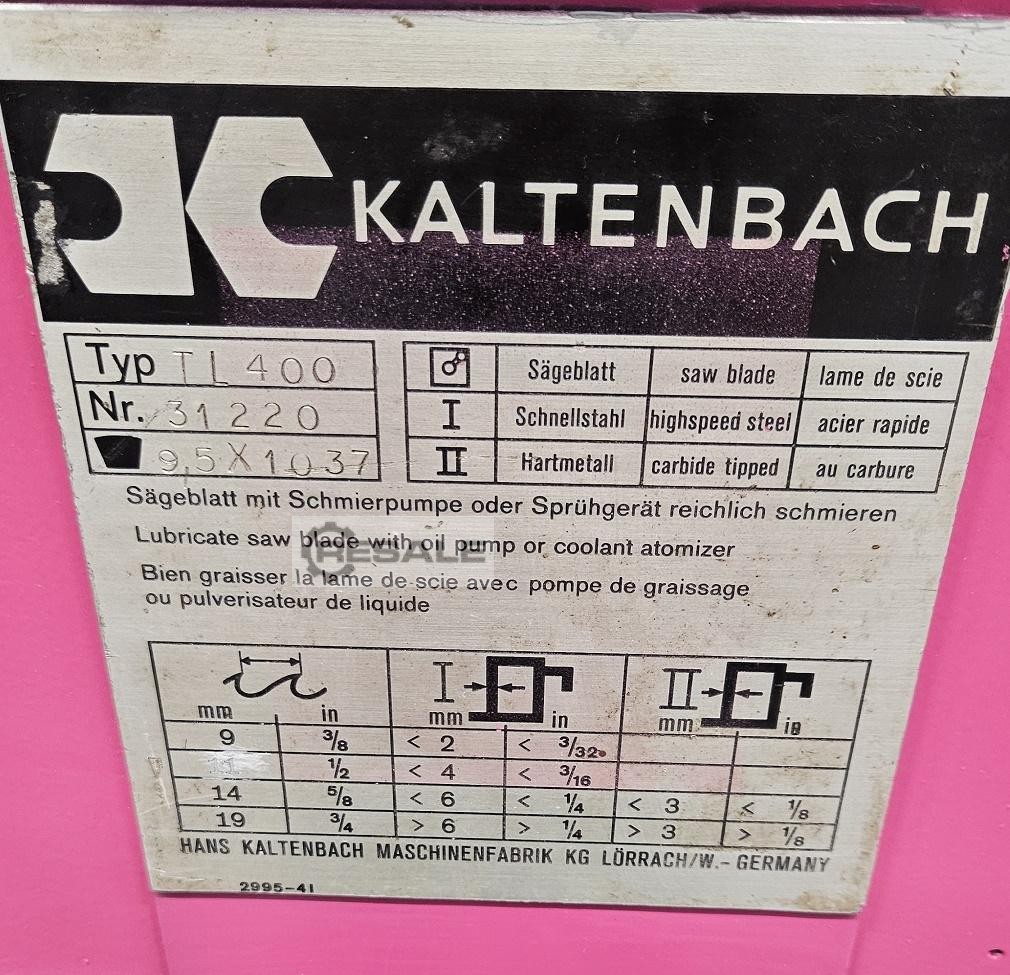 KALTENBACH
Typ TL 400
Nr. 31220
9,5X1037
Sägeblatt saw blade lame de scie
I Schnellstahl highspeed steel acier rapide
II Hartmetall carbide tipped au carbure
Sägeblatt mit Schmierpumpe oder Sprühgerät reichlich schmieren
Lubricate saw blade with oil pump or coolant atomizer
RESALE
Bien graisser la lame de scie avec pompe de graissage
ou pulverisateur de liquide
I II
mm in mm in mm in
9 3/8 < 2 < 3/32
11 1/2 < 4 < 3/16
14 5/8 < 6 < 1/4 < 3 < 1/8
19 3/4 > 6 > 1/4 > 3 > 1/8
HANS KALTENBACH MASCHINENFABRIK KG LÖRRACH/W.- GERMANY
2995-41